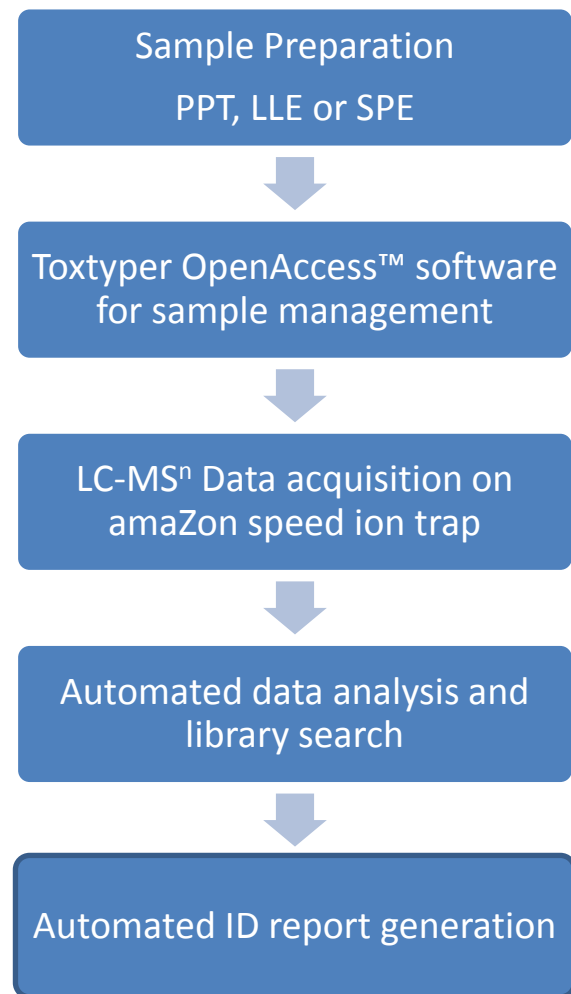 Sample Preparation
PPT, LLE or SPE
Toxtyper OpenAccess™ software
for sample management
LC-MSⁿ Data acquisition on
amaZon speed ion trap
Automated data analysis and
library search
Automated ID report generation